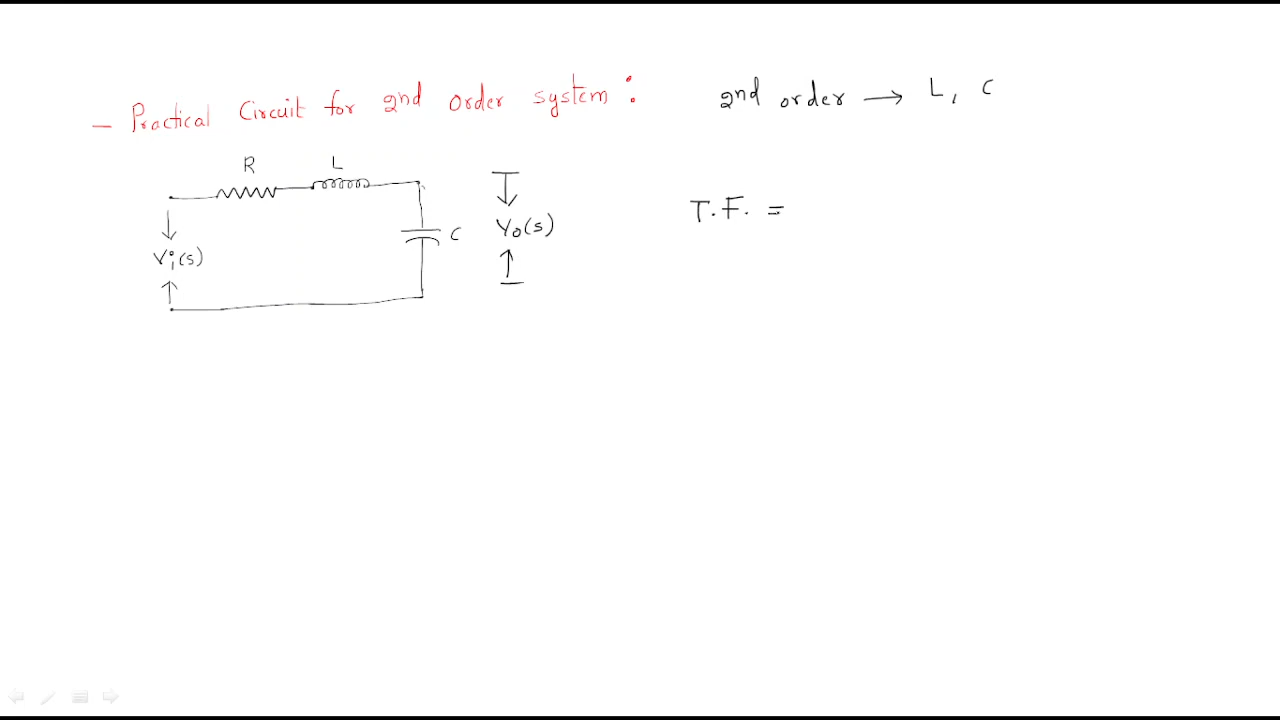 – Practical Circuit for 2nd order system :
2nd order → L, C
R L
C
Vi(s)
Vo(s)
T.F. =